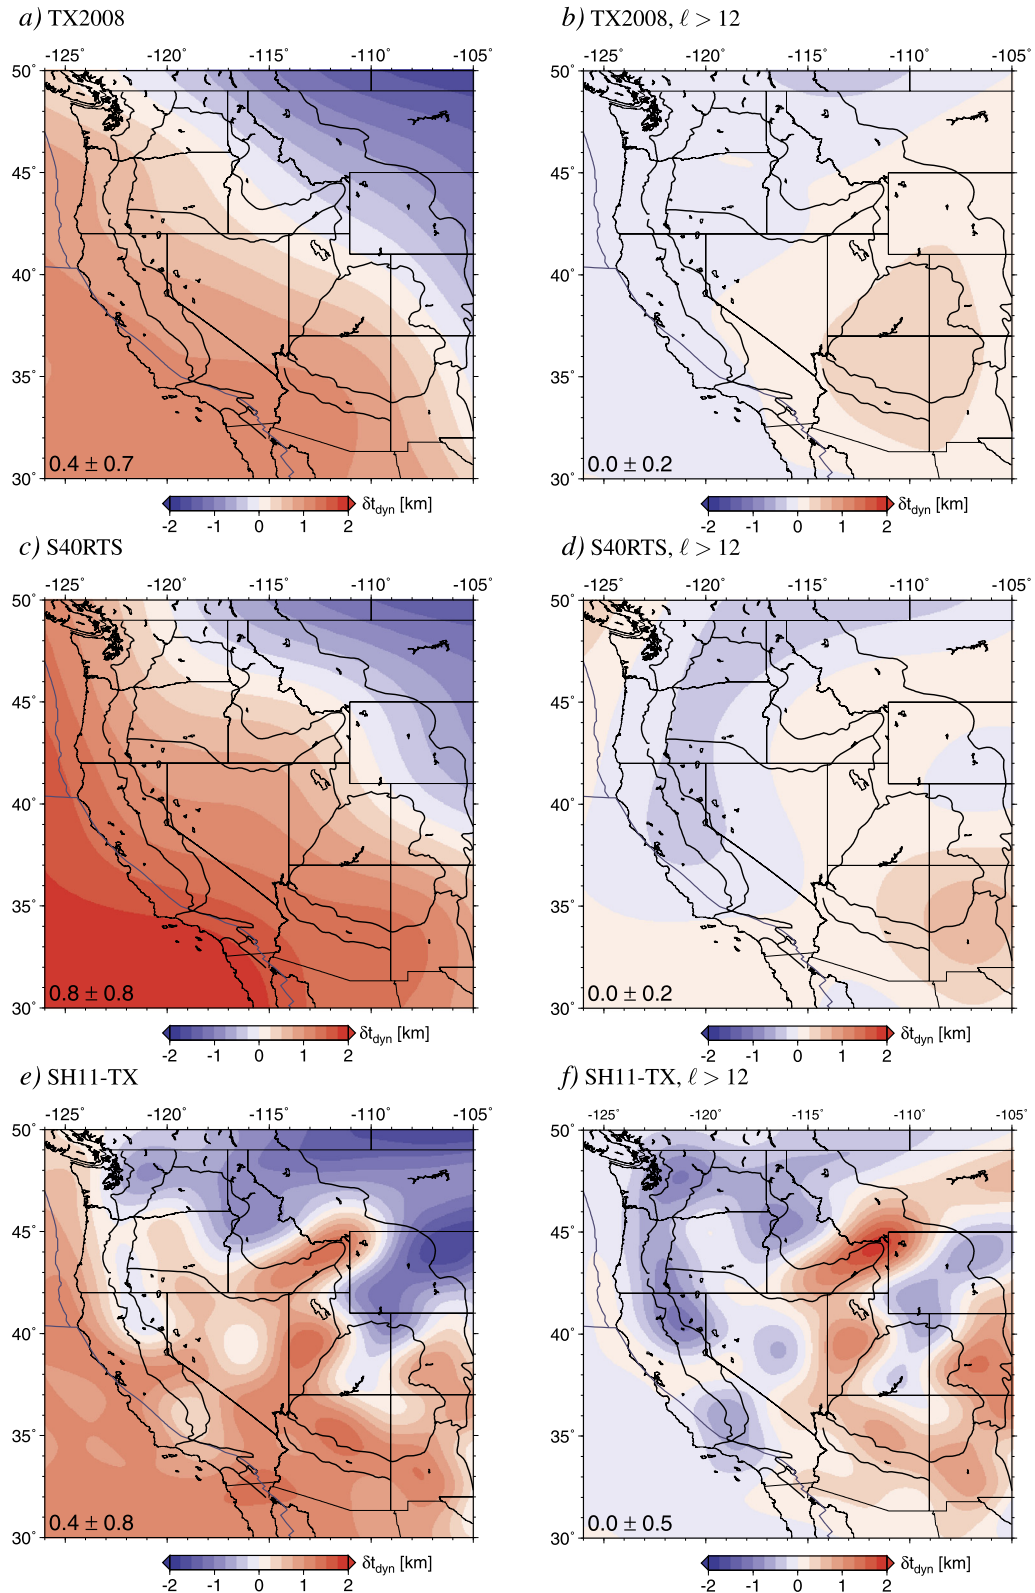 a) TX2008
b) TX2008, ℓ > 12
-125 -120 -115 -110 -105
-125 -120 -115 -110 -105
50°
45°
40°
35°
30°
0.4 ± 0.7
50°
45°
40°
35°
30°
0.0 ± 0.2
-2 -1 0 1 2 δt_dyn [km]
-2 -1 0 1 2 δt_dyn [km]
c) S40RTS
d) S40RTS, ℓ > 12
-125 -120 -115 -110 -105
-125 -120 -115 -110 -105
50°
45°
40°
35°
30°
0.8 ± 0.8
50°
45°
40°
35°
30°
0.0 ± 0.2
-2 -1 0 1 2 δt_dyn [km]
-2 -1 0 1 2 δt_dyn [km]
e) SH11-TX
f) SH11-TX, ℓ > 12
-125 -120 -115 -110 -105
-125 -120 -115 -110 -105
50°
45°
40°
35°
30°
0.4 ± 0.8
50°
45°
40°
35°
30°
0.0 ± 0.5
-2 -1 0 1 2 δt_dyn [km]
-2 -1 0 1 2 δt_dyn [km]